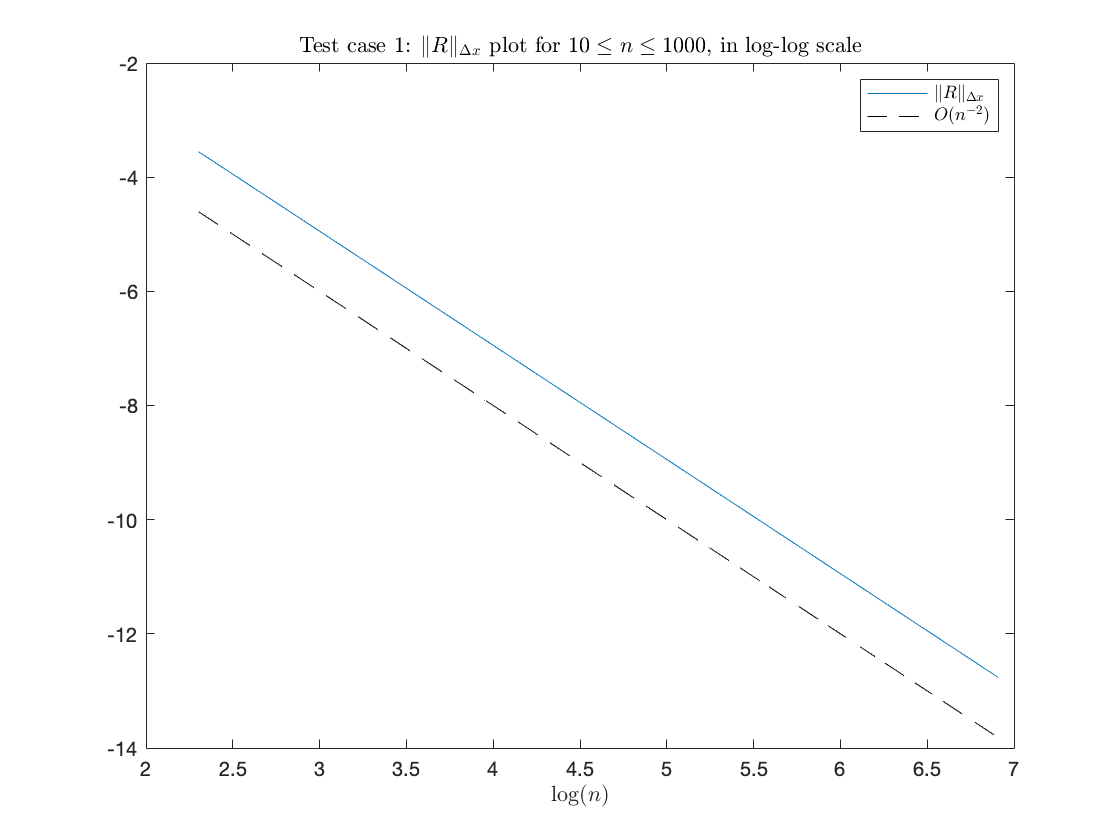 Test case 1: ‖R‖Δx plot for 10 ≤ n ≤ 1000, in log-log scale
‖R‖Δx
O(n⁻²)
-2
-4
-6
-8
-10
-12
-14
2 2.5 3 3.5 4 4.5 5 5.5 6 6.5 7
log(n)